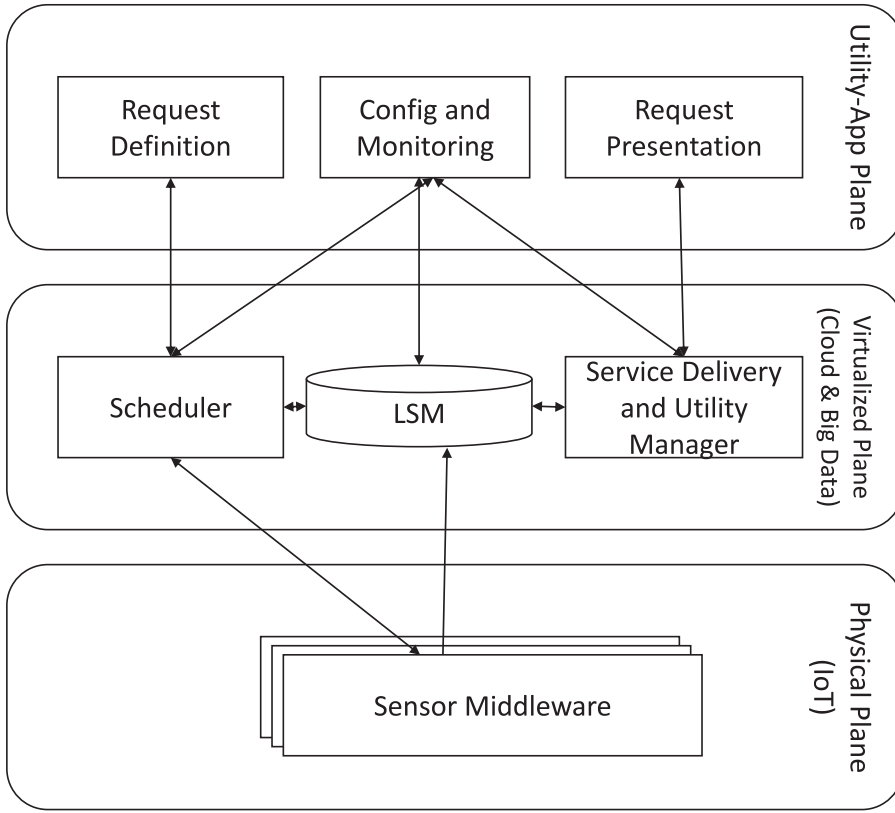 Utility-App Plane
Request
Definition
Config and
Monitoring
Request
Presentation
Virtualized Plane
(Cloud & Big Data)
Scheduler
LSM
Service Delivery
and Utility
Manager
Physical Plane
(IoT)
Sensor Middleware